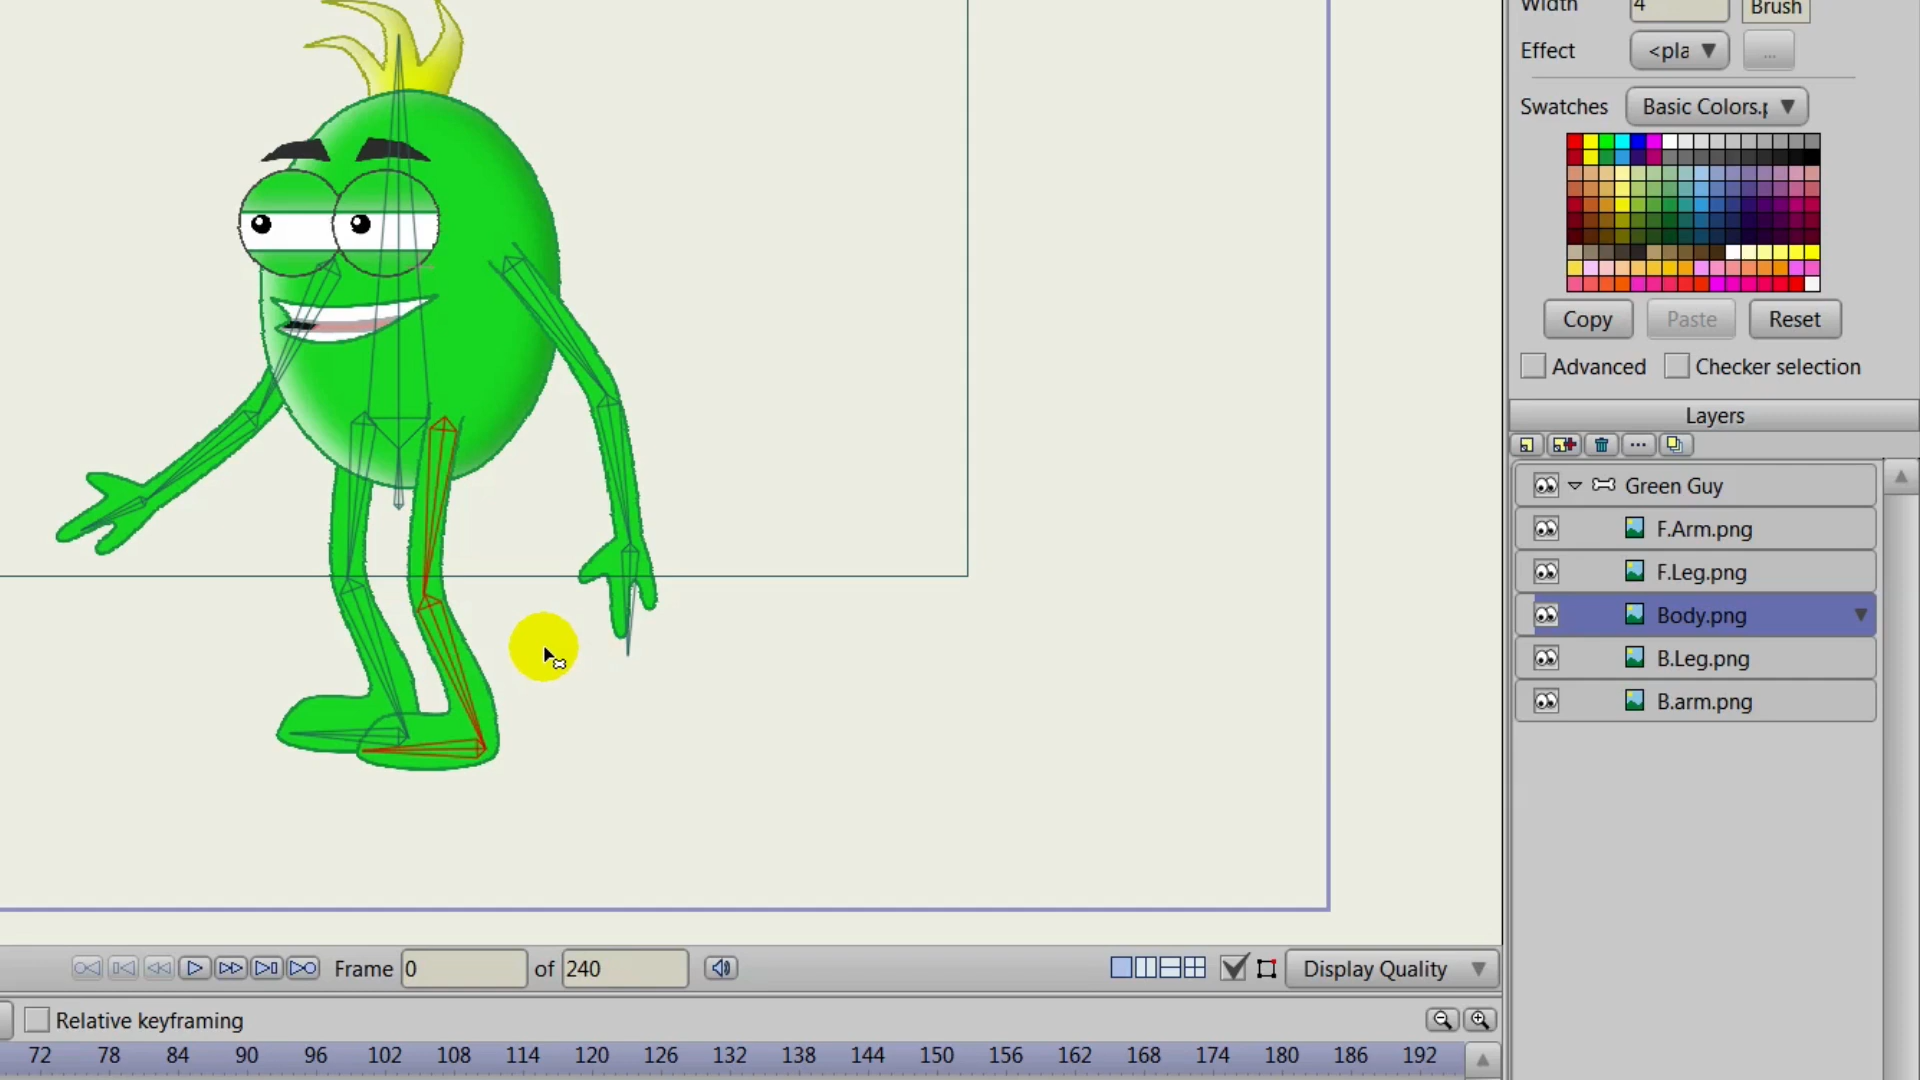 Width 4 Brush
Effect <pla ...
Swatches Basic Colors.p
Copy Paste Reset
Advanced Checker selection
Layers
Green Guy
F.Arm.png
F.Leg.png
Body.png
B.Leg.png
B.arm.png
Frame 0 of 240 Display Quality
Relative keyframing
72 78 84 90 96 102 108 114 120 126 132 138 144 150 156 162 168 174 180 186 192